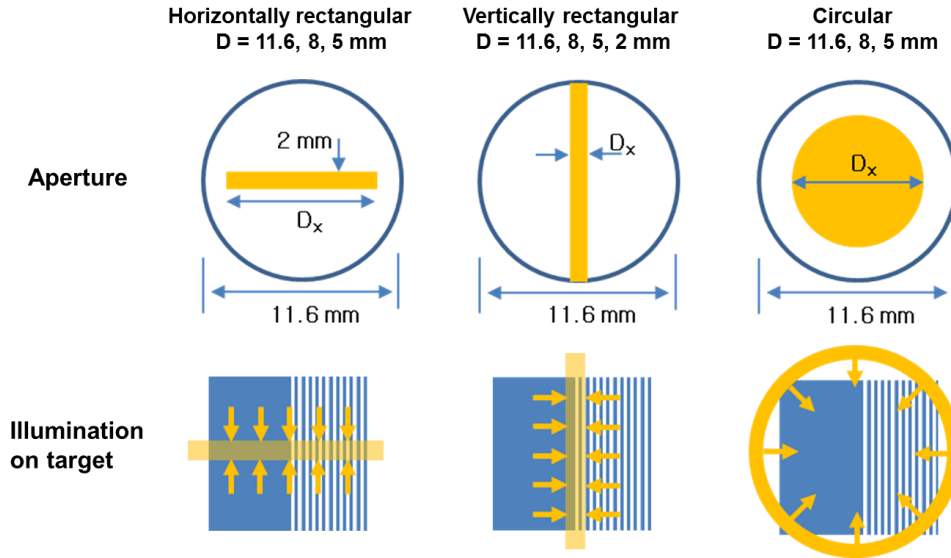 Horizontally rectangular
D = 11.6, 8, 5 mm
Vertically rectangular
D = 11.6, 8, 5, 2 mm
Circular
D = 11.6, 8, 5 mm
Aperture
2 mm
Dx
11.6 mm
Dx
11.6 mm
Dx
11.6 mm
Illumination
on target